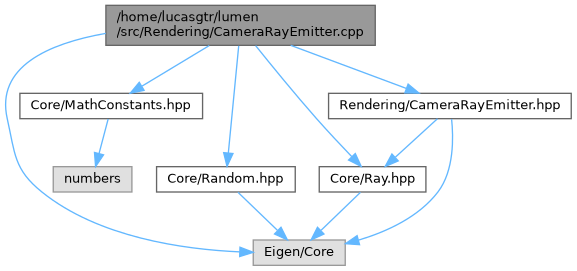 /home/lucasgtr/lumen
/src/Rendering/CameraRayEmitter.cpp
Core/MathConstants.hpp
Rendering/CameraRayEmitter.hpp
numbers
Core/Random.hpp
Core/Ray.hpp
Eigen/Core